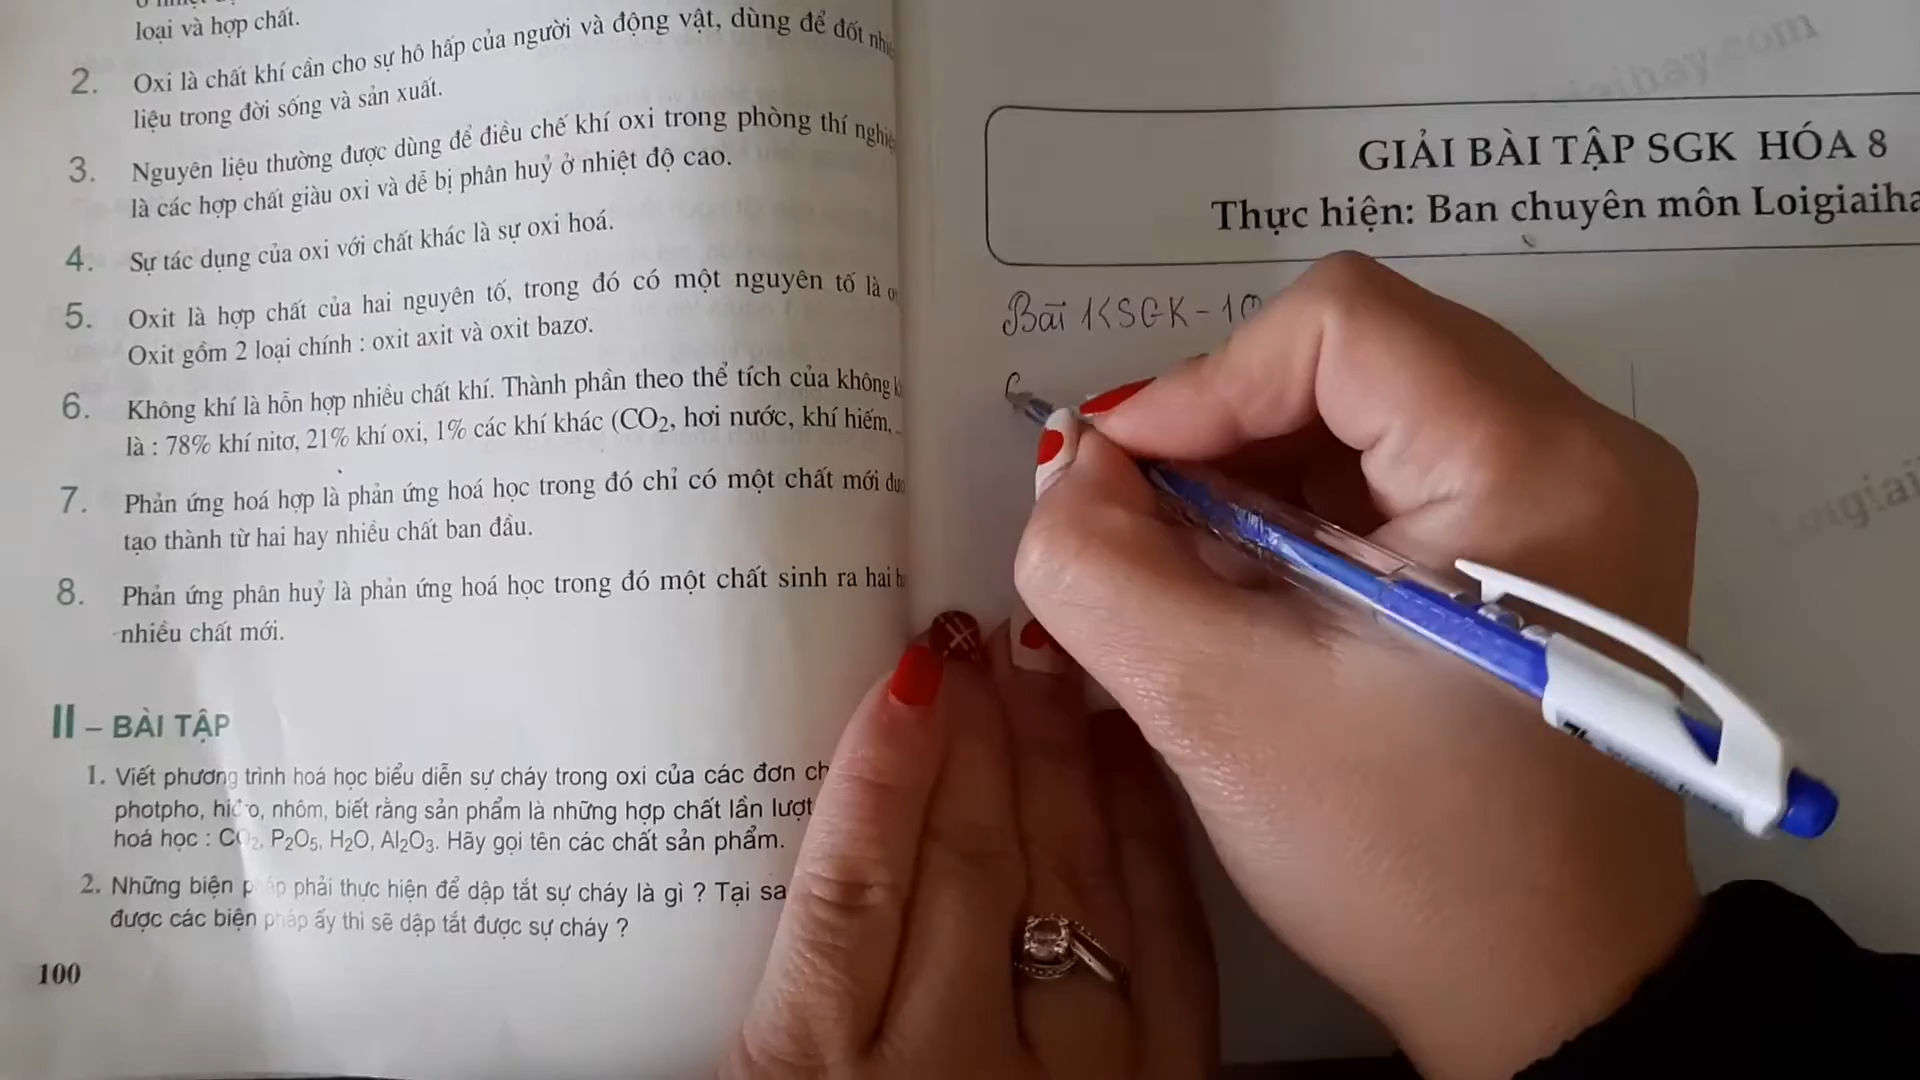 loại và hợp chất.
2. Oxi là chất khí cần cho sự hô hấp của người và động vật, dùng để đốt
liệu trong đời sống và sản xuất.
3. Nguyên liệu thường được dùng để điều chế khí oxi trong phòng thí
là các hợp chất giàu oxi và dễ bị phân huỷ ở nhiệt độ cao.
4. Sự tác dụng của oxi với chất khác là sự oxi hoá.
5. Oxit là hợp chất của hai nguyên tố, trong đó có một nguyên tố là
Oxit gồm 2 loại chính : oxit axit và oxit bazơ.
6. Không khí là hỗn hợp nhiều chất khí. Thành phần theo thể tích của không
là : 78% khí nitơ, 21% khí oxi, 1% các khí khác (CO₂, hơi nước, khí hiếm,
7. Phản ứng hoá hợp là phản ứng hoá học trong đó chỉ có một chất mới
tạo thành từ hai hay nhiều chất ban đầu.
8. Phản ứng phân huỷ là phản ứng hoá học trong đó một chất sinh ra hai
nhiều chất mới.
II – BÀI TẬP
1. Viết phương trình hoá học biểu diễn sự cháy trong oxi của các đơn
photpho, hiđro, nhôm, biết rằng sản phẩm là những hợp chất lần lượt
hoá học : CO₂, P₂O₅, H₂O, Al₂O₃. Hãy gọi tên các chất sản phẩm.
2. Những biện pháp phải thực hiện để dập tắt sự cháy là gì ? Tại
được các biện pháp ấy thì sẽ dập tắt được sự cháy ?
100
GIẢI BÀI TẬP SGK HÓA 8
Thực hiện: Ban chuyên môn
Bài 1<SGK-10